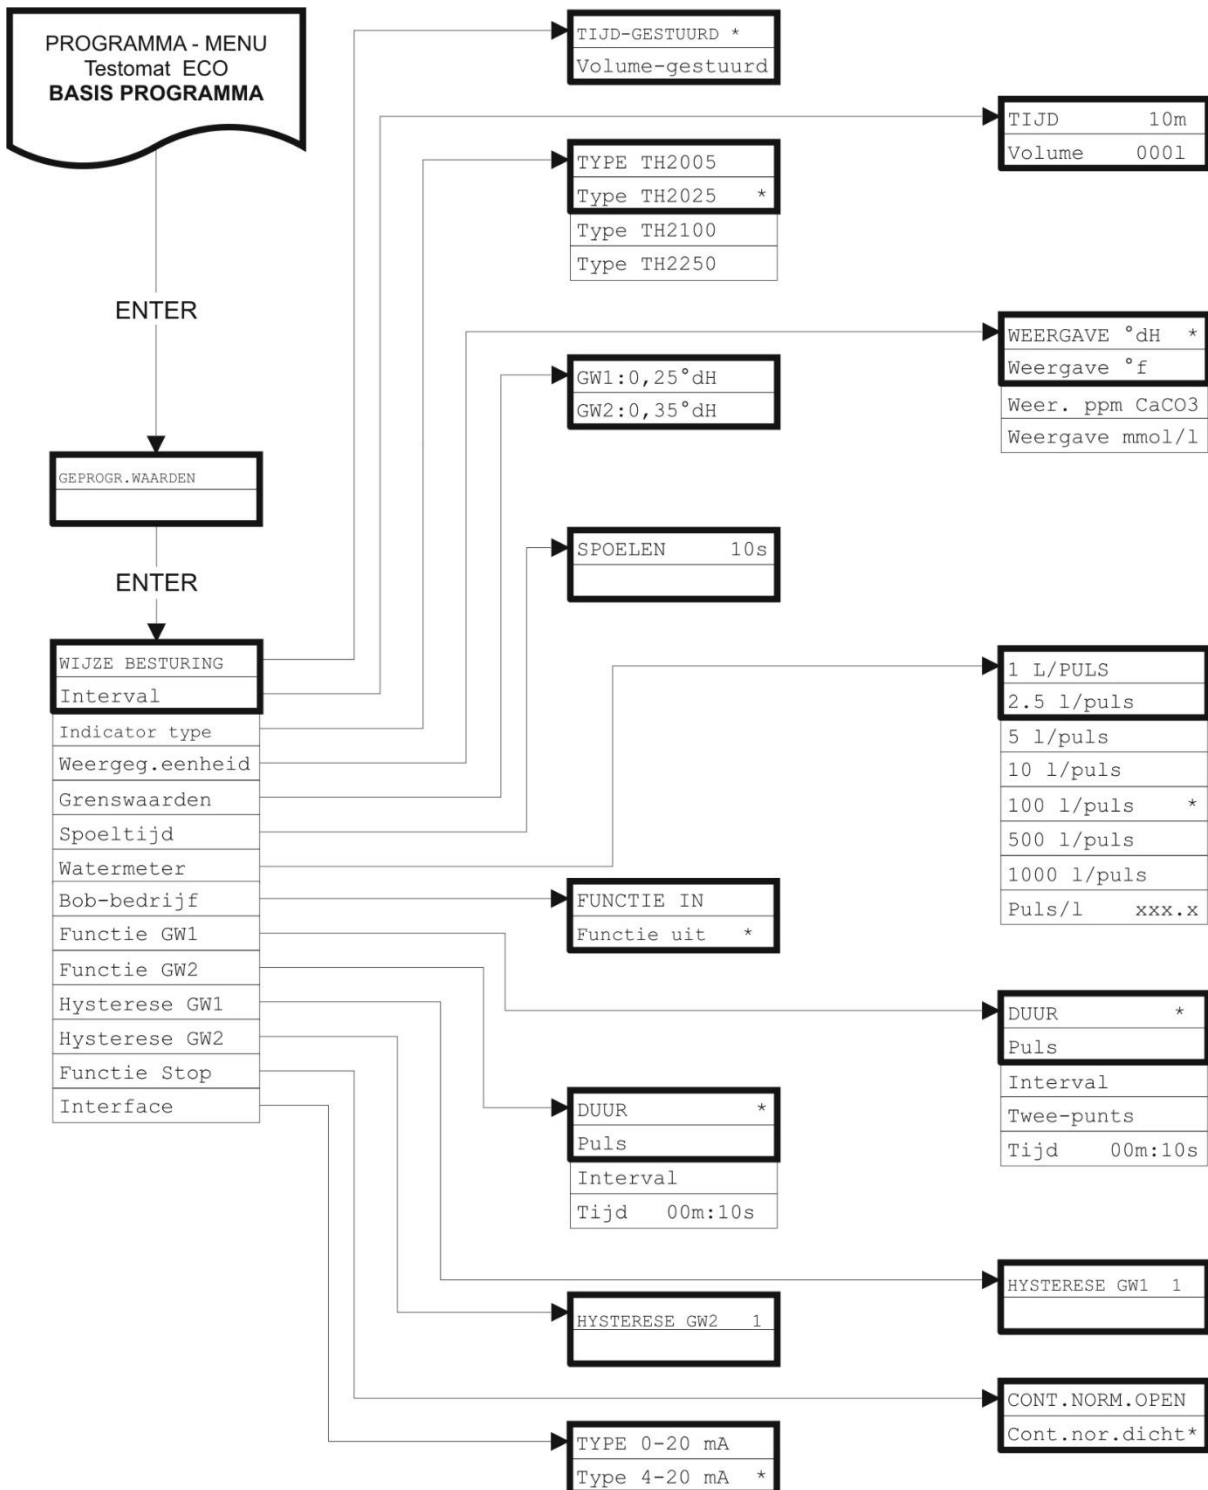 PROGRAMMA - MENU
Testomat ECO
BASIS PROGRAMMA
ENTER
GEPROGR.WAARDEN
ENTER
WIJZE BESTURING
Interval
Indicator type
Weergeg.eenheid
Grenswaarden
Spoeltijd
Watermeter
Bob-bedrijf
Functie GW1
Functie GW2
Hysterese GW1
Hysterese GW2
Functie Stop
Interface
TIJD-GESTUURD *
Volume-gestuurd
TIJD 10m
Volume 000l
TYPE TH2005
Type TH2025 *
Type TH2100
Type TH2250
WEERGAVE °dH *
Weergave °f
Weer. ppm CaCO3
Weergave mmol/l
GW1:0,25°dH
GW2:0,35°dH
SPOELEN 10s
1 L/PULS
2.5 l/puls
5 l/puls
10 l/puls
100 l/puls *
500 l/puls
1000 l/puls
Puls/l xxx.x
FUNCTIE IN
Functie uit *
DUUR *
Puls
Interval
Twee-punts
Tijd 00m:10s
DUUR *
Puls
Interval
Tijd 00m:10s
HYSTERESE GW1 1
HYSTERESE GW2 1
CONT.NORM.OPEN
Cont.nor.dicht*
TYPE 0-20 mA
Type 4-20 mA *